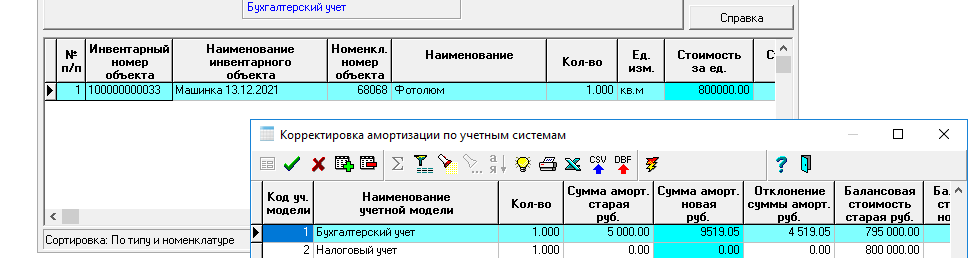 Бухгалтерский учет
Справка
№ п/п Инвентарный номер объекта Наименование инвентарного объекта Номенкл. номер объекта Наименование Кол-во Ед. изм. Стоимость за ед. С
1 100000000033 Машинка 13.12.2021 68068 Фотолюм 1.000 кв.м 800000.00
Корректировка амортизации по учетным системам
CSV DBF
Код уч. модели Наименование учетной модели Кол-во Сумма аморт. старая руб. Сумма аморт. новая руб. Отклонение суммы аморт. руб. Балансовая стоимость старая руб. Ба ст но
1 Бухгалтерский учет 1.000 5 000.00 9519.05 4 519.05 795 000.00
2 Налоговый учет 1.000 0.00 0.00 0.00 800 000.00
Сортировка: По типу и номенклатуре